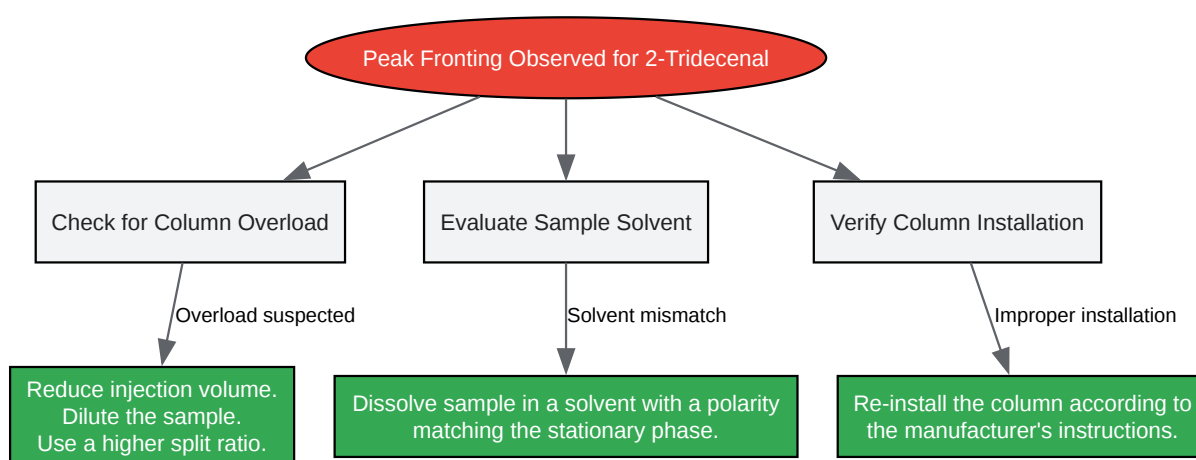 Peak Fronting Observed for 2-Tridecenal
Check for Column Overload
Evaluate Sample Solvent
Verify Column Installation
Overload suspected
Solvent mismatch
Improper installation
Reduce injection volume.
Dilute the sample.
Use a higher split ratio.
Dissolve sample in a solvent with a polarity
matching the stationary phase.
Re-install the column according to
the manufacturer's instructions.